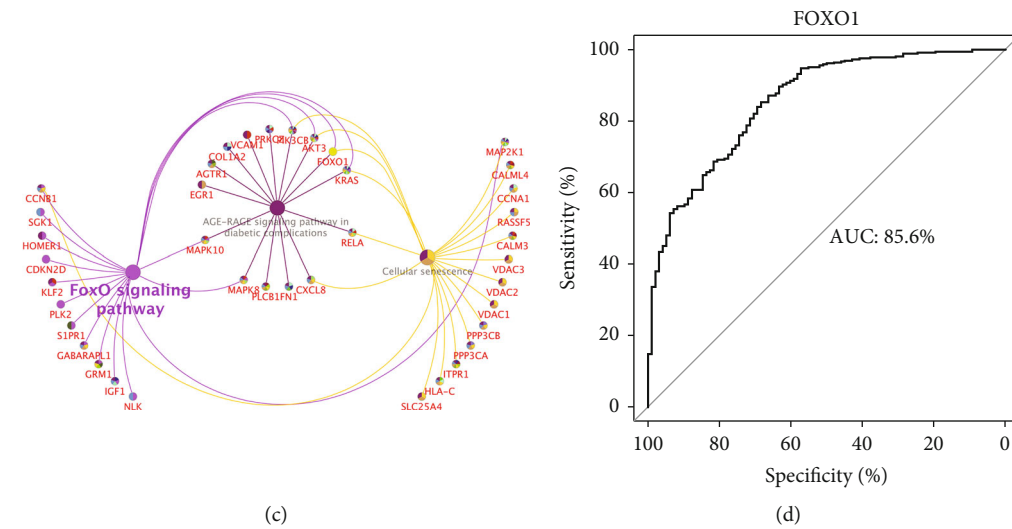 FOXO1
PRKCZ
PIK3CB
VCAM1
AKT3
COL1A2
FOXO1
MAP2K1
AGTR1
KRAS
CALML4
EGR1
CCNA1
CCNB1
AGE-RAGE signaling pathway in
diabetic complications
RASSF5
SGK1
RELA
CALM3
HOMER1
MAPK10
CDKN2D
Cellular senescence
VDAC3
KLF2
FoxO signaling
pathway
MAPK8
PLCB1
FN1
CXCL8
VDAC2
PLK2
VDAC1
S1PR1
PPP3CB
GABARAPL1
PPP3CA
GRM1
ITPR1
IGF1
HLA-C
NLK
SLC25A4
(c)
100
80
60
40
20
0
Sensitivity (%)
AUC: 85.6%
100 80 60 40 20 0
Specificity (%)
(d)